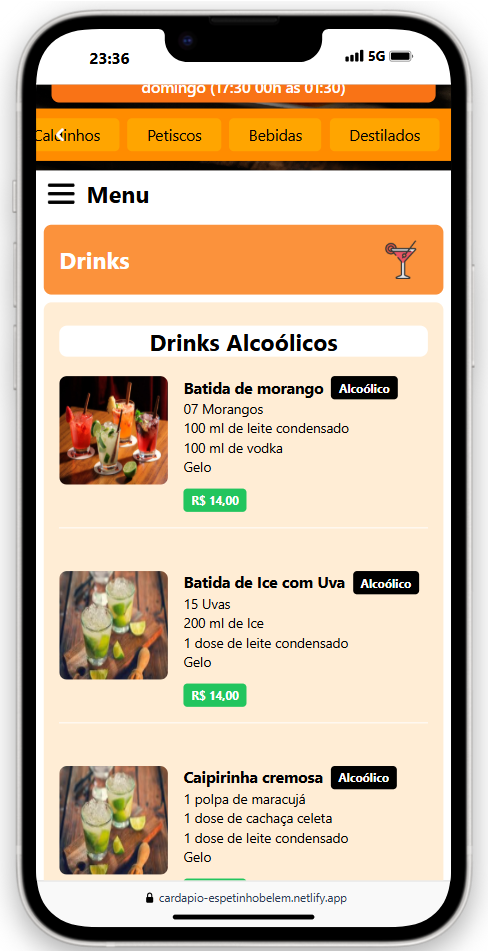 23:36
5G
domingo (17:30 00h às 01:30)
Caldinhos
Petiscos
Bebidas
Destilados
Menu
Drinks
Drinks Alcoólicos
Batida de morango Alcoólico
07 Morangos
100 ml de leite condensado
100 ml de vodka
Gelo
R$ 14,00
Batida de Ice com Uva Alcoólico
15 Uvas
200 ml de Ice
1 dose de leite condensado
Gelo
R$ 14,00
Caipirinha cremosa Alcoólico
1 polpa de maracujá
1 dose de cachaça celeta
1 dose de leite condensado
Gelo
cardapio-espetinhobelem.netlify.app